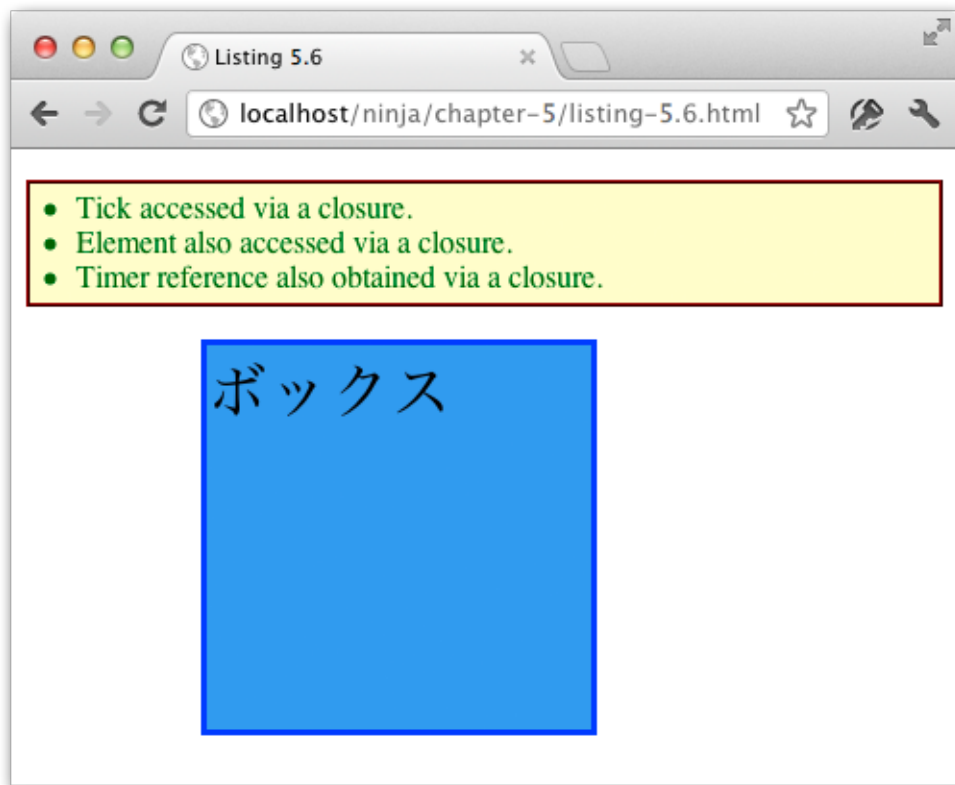 Listing 5.6
localhost/ninja/chapter-5/listing-5.6.html
Tick accessed via a closure.
Element also accessed via a closure.
Timer reference also obtained via a closure.
ボックス